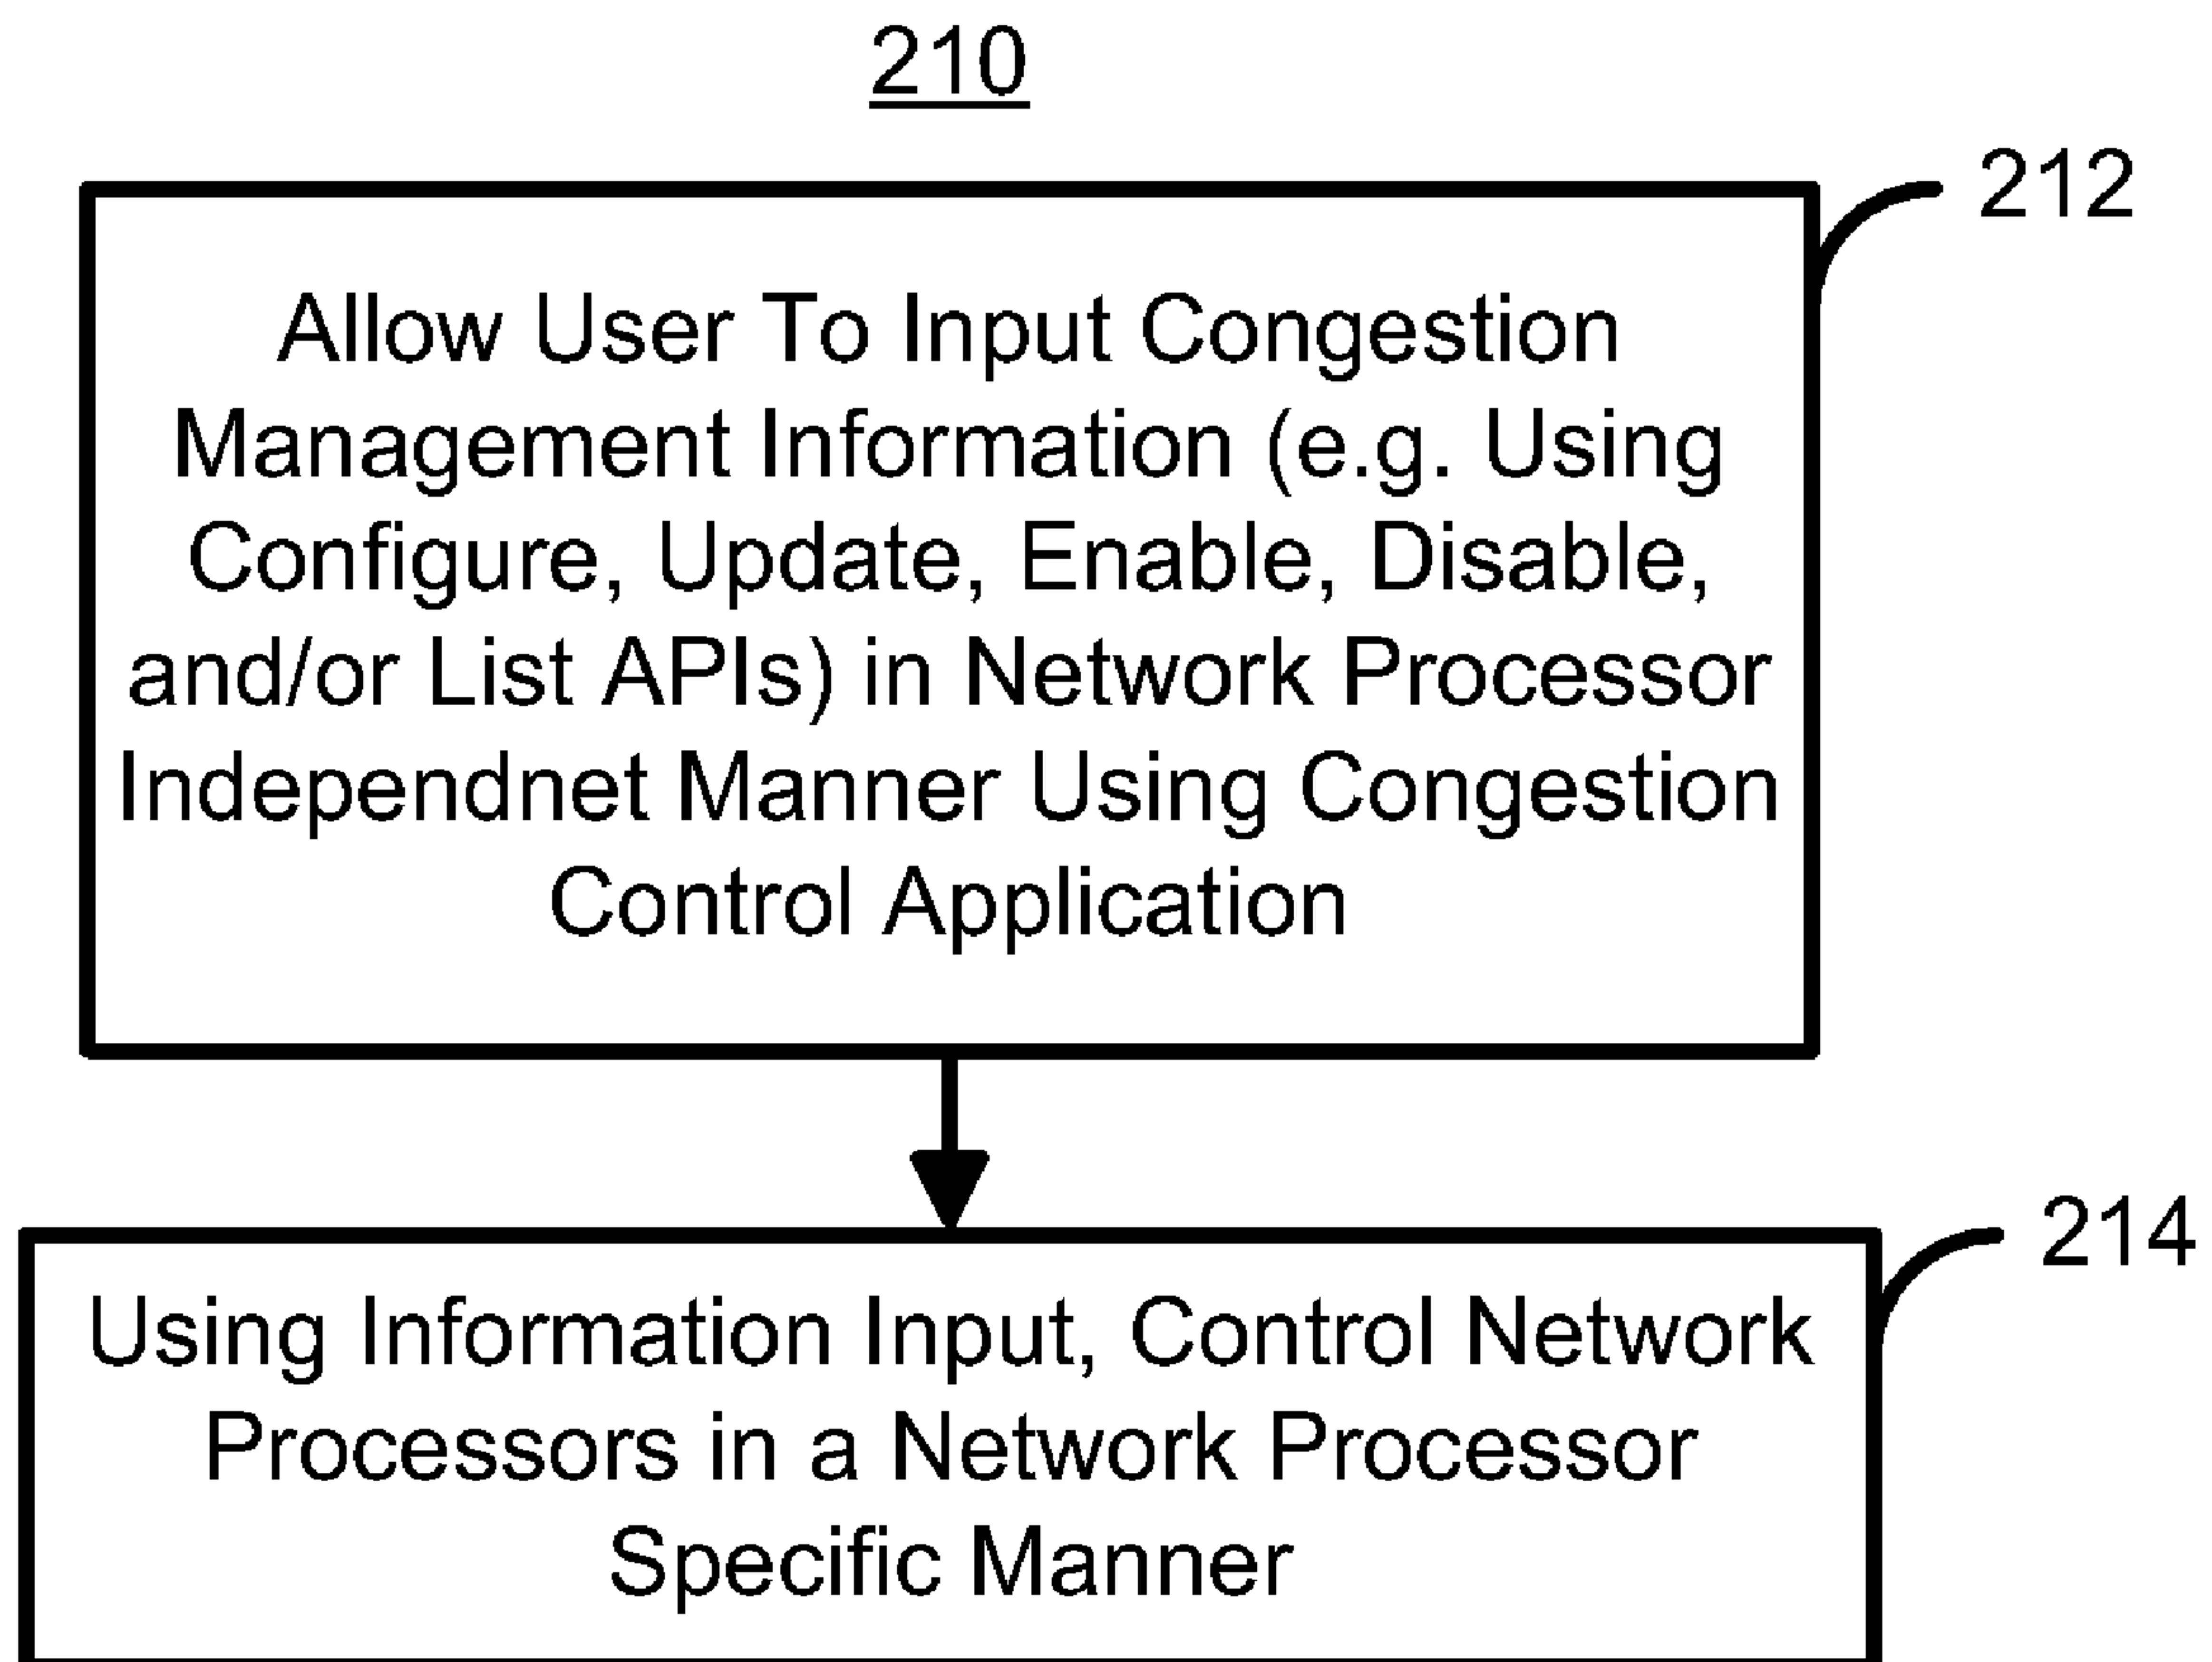 210
212
Allow User To Input Congestion
Management Information (e.g. Using
Configure, Update, Enable, Disable,
and/or List APIs) in Network Processor
Independnet Manner Using Congestion
Control Application
214
Using Information Input, Control Network
Processors in a Network Processor
Specific Manner